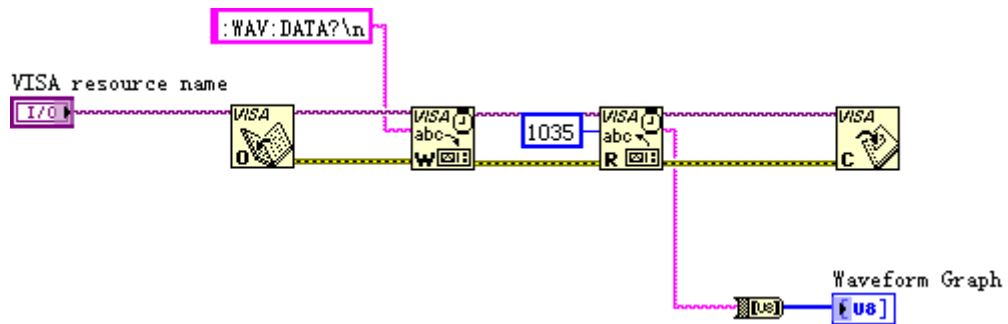 :WAV:DATA?\n
VISA resource name
I/O
VISA
O
VISA
abc
W
1035
VISA
abc
R
VISA
C
[U8]
Waveform Graph
[U8]